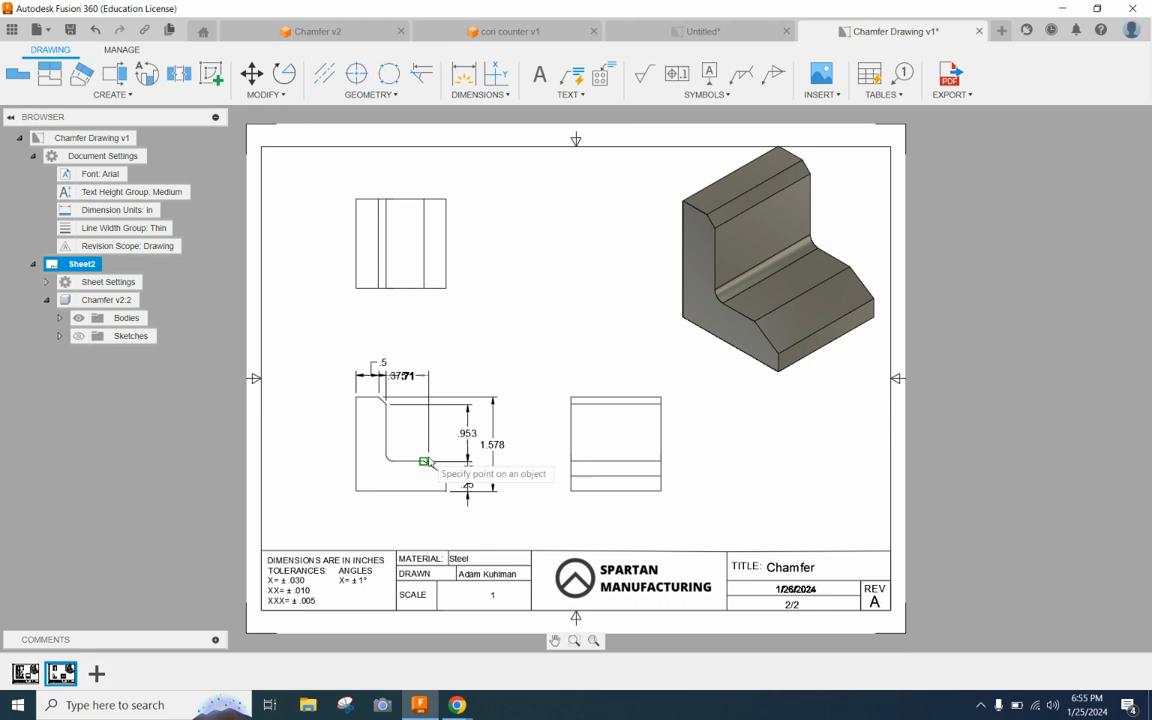 Autodesk Fusion 360 (Education License)
Chamfer v2
cori counter v1
Untitled*
Chamfer Drawing v1*
DRAWING
MANAGE
CREATE
MODIFY
GEOMETRY
DIMENSIONS
TEXT
SYMBOLS
INSERT
TABLES
EXPORT
BROWSER
Chamfer Drawing v1
Document Settings
Font: Arial
Text Height Group: Medium
Dimension Units: in
Line Width Group: Thin
Revision Scope: Drawing
Sheet2
Sheet Settings
Chamfer v2:2
Bodies
Sketches
.5
.71
.953
1.578
Specify point on an object
.25
DIMENSIONS ARE IN INCHES
TOLERANCES: ANGLES
X= ± .030 X= ± 1°
XX= ± .010
XXX= ± .005
MATERIAL: Steel
DRAWN Adam Kuhlman
SCALE 1
SPARTAN
MANUFACTURING
TITLE: Chamfer
1/26/2024
2/2
REV
A
COMMENTS
Type here to search
6:55 PM
1/25/2024